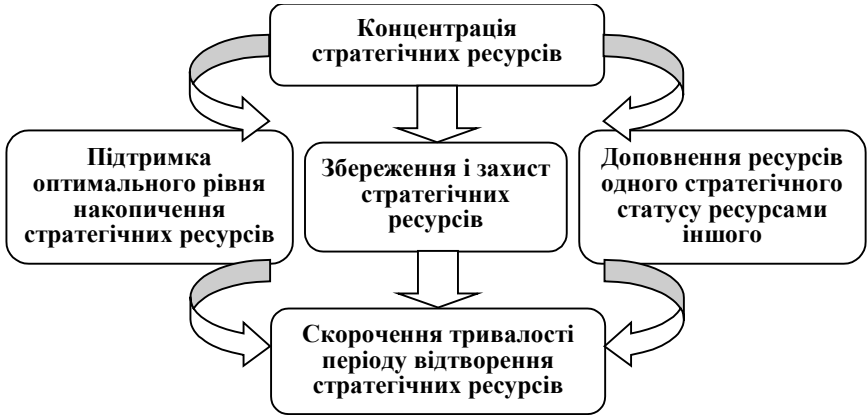 Концентрація
стратегічних ресурсів
Підтримка
оптимального рівня
накопичення
стратегічних ресурсів
Збереження і захист
стратегічних
ресурсів
Доповнення ресурсів
одного стратегічного
статусу ресурсами
іншого
Скорочення тривалості
періоду відтворення
стратегічних ресурсів